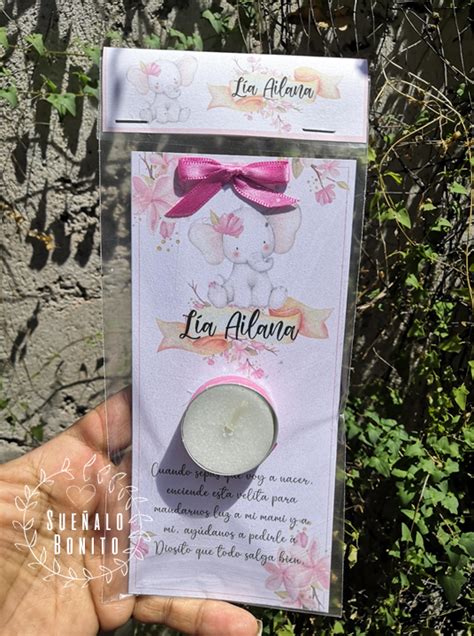 Lía Ailana
Lía Ailana
Cuando sepas que voy a nacer,
enciende esta velita para
mandarnos luz a mi mami y a
mi, ayúdanos a pedirle a
Diosito que todo salga bien.
SUEÑALO
BONITO